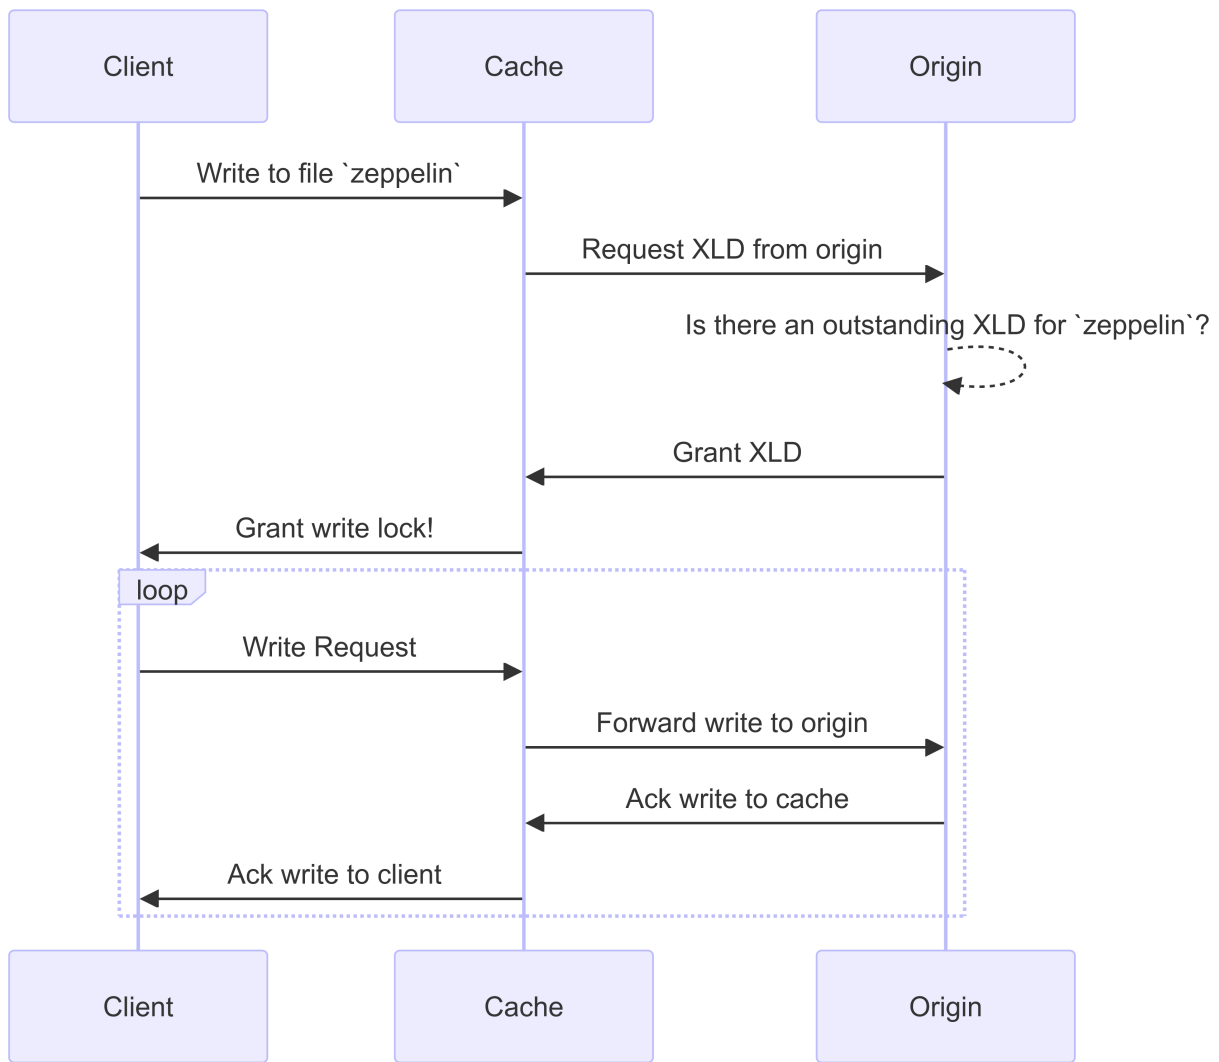 Client
Cache
Origin
Write to file `zeppelin`
Request XLD from origin
Is there an outstanding XLD for `zeppelin`?
Grant XLD
Grant write lock!
loop
Write Request
Forward write to origin
Ack write to cache
Ack write to client
Client
Cache
Origin